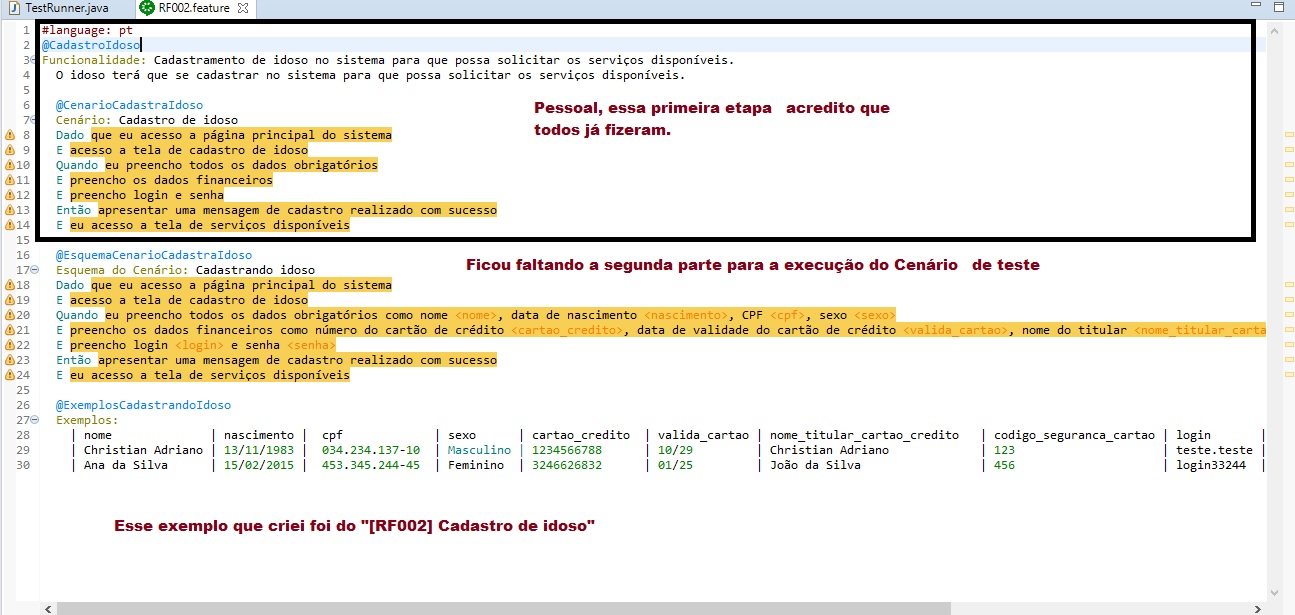 TestRunner.java
RF002.feature
1 #language: pt
2 @CadastroIdoso
3 Funcionalidade: Cadastramento de idoso no sistema para que possa solicitar os serviços disponíveis.
4 O idoso terá que se cadastrar no sistema para que possa solicitar os serviços disponíveis.
5
6 @CenarioCadastraIdoso
Pessoal, essa primeira etapa acredito que
7 Cenário: Cadastro de idoso
todos já fizeram.
8 Dado que eu acesso a página principal do sistema
9 E acesso a tela de cadastro de idoso
10 Quando eu preencho todos os dados obrigatórios
11 E preencho os dados financeiros
12 E preencho login e senha
13 Então apresentar uma mensagem de cadastro realizado com sucesso
14 E eu acesso a tela de serviços disponíveis
15
16 @EsquemaCenarioCadastraIdoso
Ficou faltando a segunda parte para a execução do Cenário de teste
17 Esquema do Cenário: Cadastrando idoso
18 Dado que eu acesso a página principal do sistema
19 E acesso a tela de cadastro de idoso
20 Quando eu preencho todos os dados obrigatórios como nome <nome>, data de nascimento <nascimento>, CPF <cpf>, sexo <sexo>
21 E preencho os dados financeiros como número do cartão de crédito <cartao_credito>, data de validade do cartão de crédito <valida_cartao>, nome do titular <nome_titular_carta
22 E preencho login <login> e senha <senha>
23 Então apresentar uma mensagem de cadastro realizado com sucesso
24 E eu acesso a tela de serviços disponíveis
25
26 @ExemplosCadastrandoIdoso
27 Exemplos:
28 | nome | nascimento | cpf | sexo | cartao_credito | valida_cartao | nome_titular_cartao_credito | codigo_seguranca_cartao | login |
29 | Christian Adriano | 13/11/1983 | 034.234.137-10 | Masculino | 1234566788 | 10/29 | Christian Adriano | 123 | teste.teste |
30 | Ana da Silva | 15/02/2015 | 453.345.244-45 | Feminino | 3246626832 | 01/25 | João da Silva | 456 | login33244 |
Esse exemplo que criei foi do "[RF002] Cadastro de idoso"